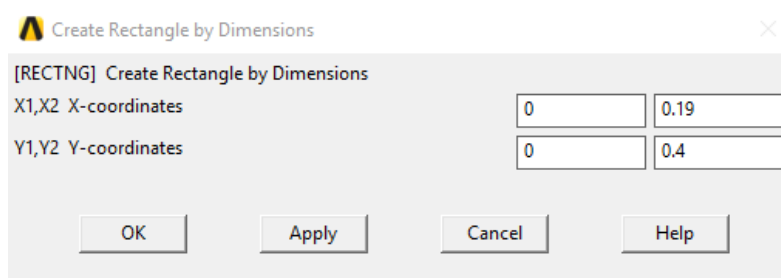 Create Rectangle by Dimensions
[RECTNG] Create Rectangle by Dimensions
X1,X2 X-coordinates 0 0.19
Y1,Y2 Y-coordinates 0 0.4
OK Apply Cancel Help